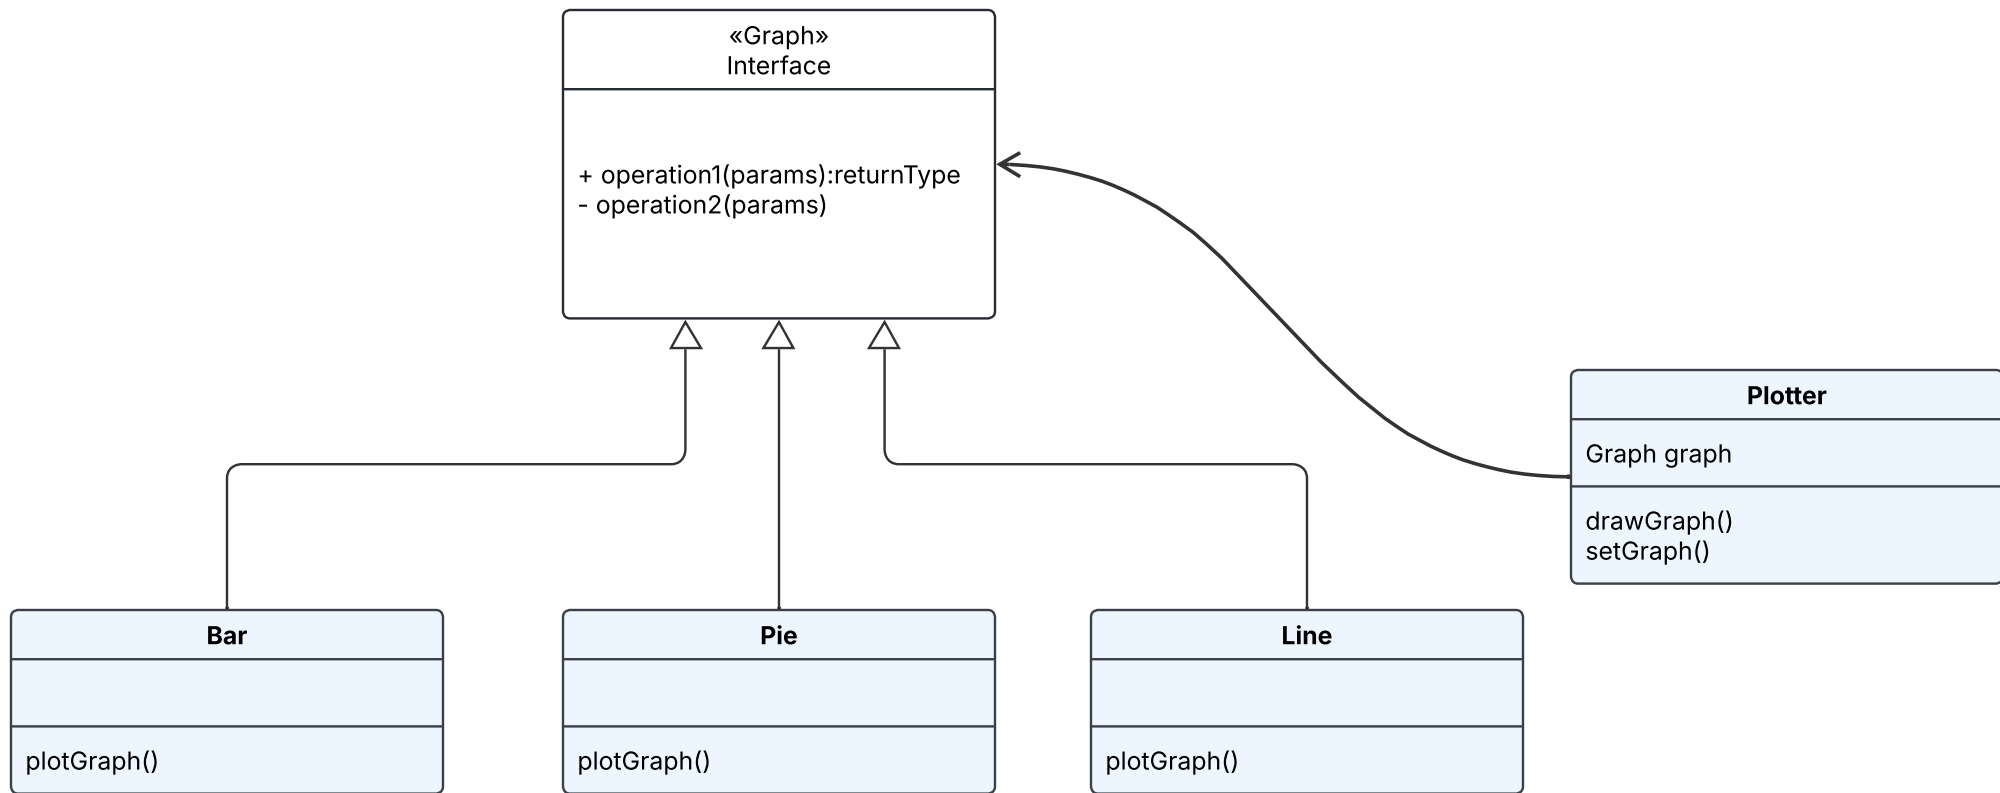 «Graph»
Interface
+ operation1(params):returnType
- operation2(params)
Plotter
Graph graph
drawGraph()
setGraph()
Bar
plotGraph()
Pie
plotGraph()
Line
plotGraph()